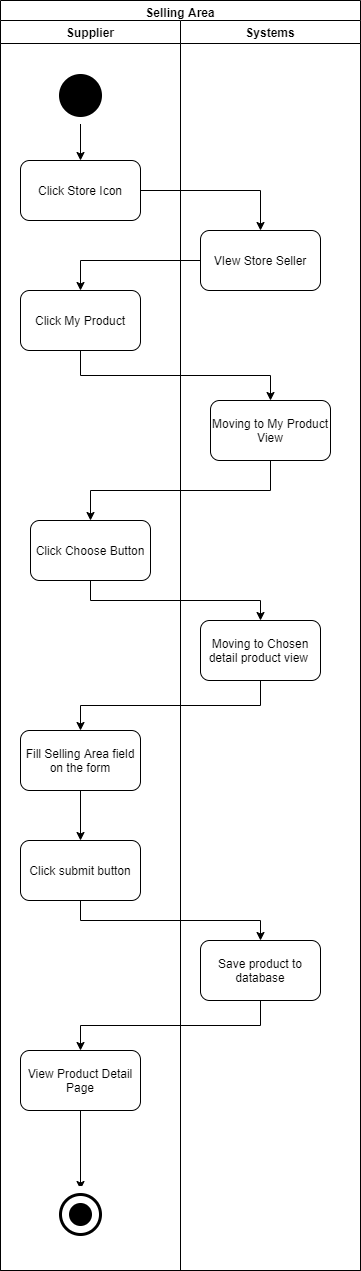 Selling Area
Supplier
Systems
Click Store Icon
VIew Store Seller
Click My Product
Moving to My Product
View
Click Choose Button
Moving to Chosen
detail product view
Fill Selling Area field
on the form
Click submit button
Save product to
database
View Product Detail
Page